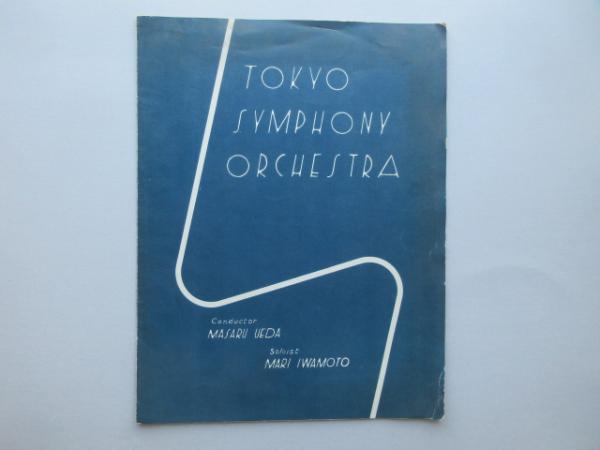 TOKYO
SYMPHONY
ORCHESTRA
Conductor
MASARU UEDA
Soloist
MARI IWAMOTO